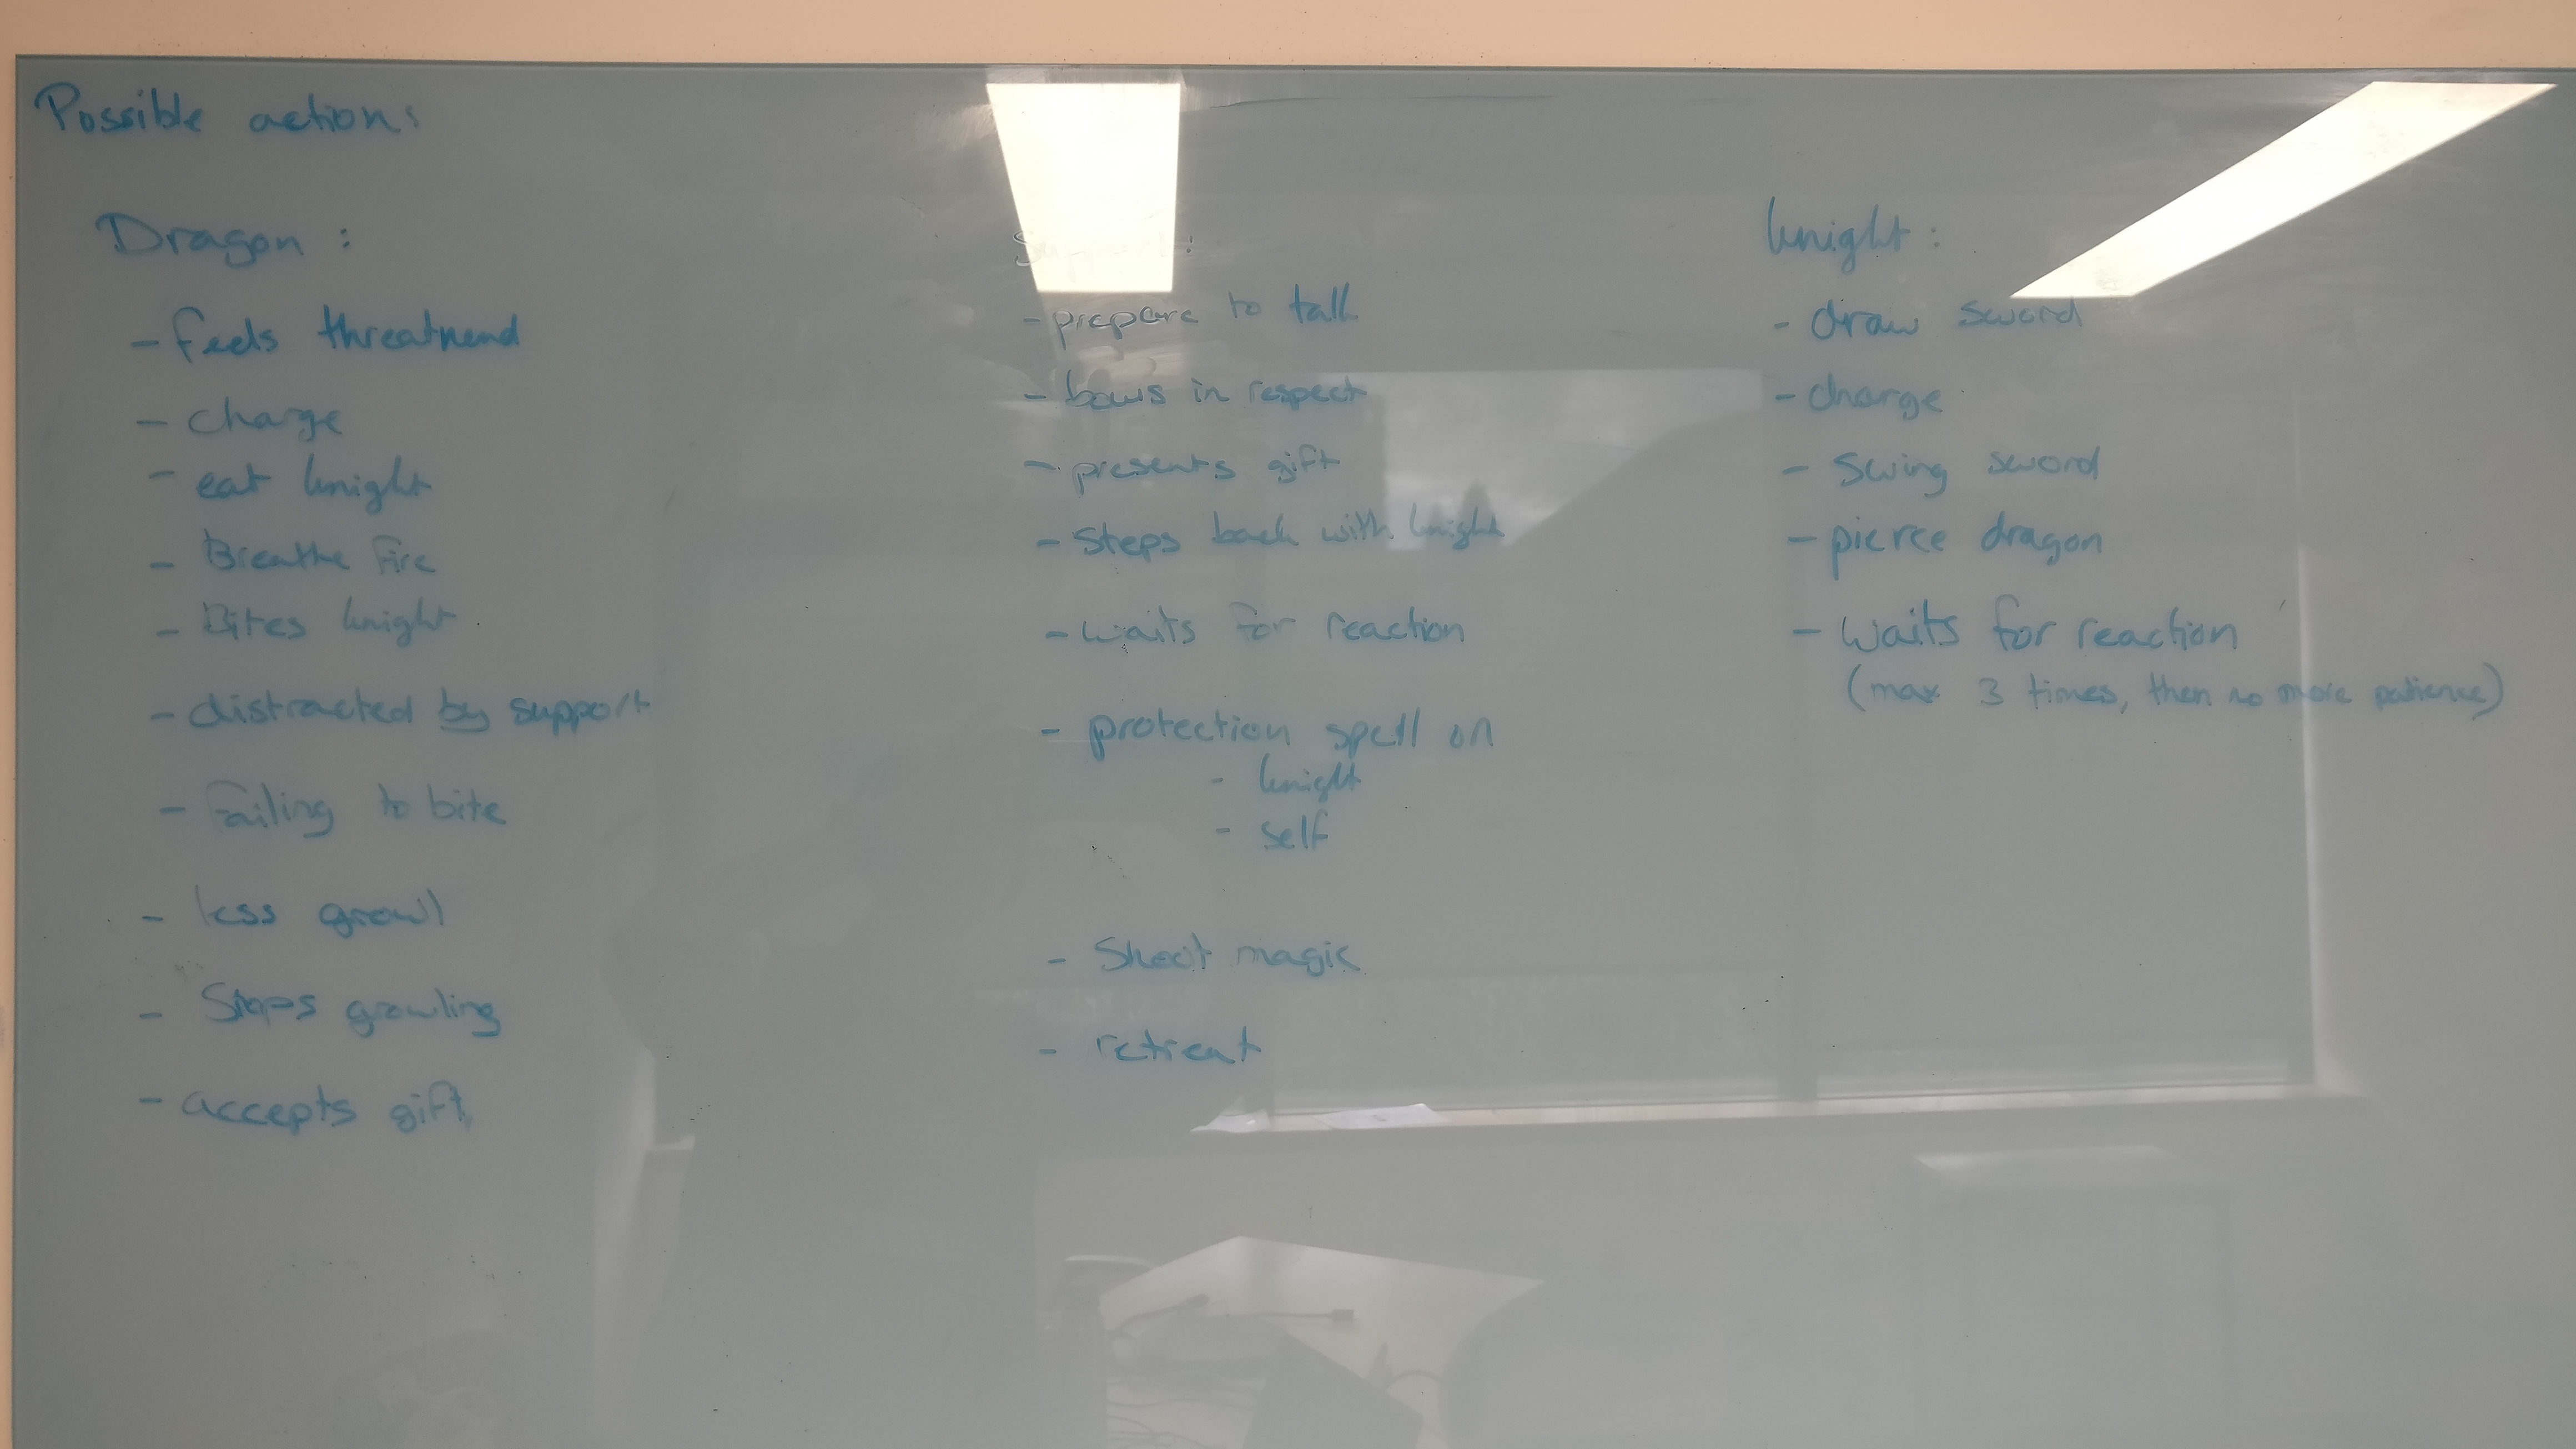 Possible action:
Dragon :
- feels threatnend
- charge
- eat knight
- Breathe Fire
- Bites knight
- distracted by support
- Failing to bite
- less growl
- Stops growling
- accepts gift
Support :
- prepare to talk
- bows in respect
- presents gift
- Steps back with knight
- waits for reaction
- protection spell on
- knight
- self
- Shoot magic
- retreat
knight :
- draw sword
- charge
- Swing sword
- pierce dragon
- waits for reaction
(max 3 times, then no more patience)